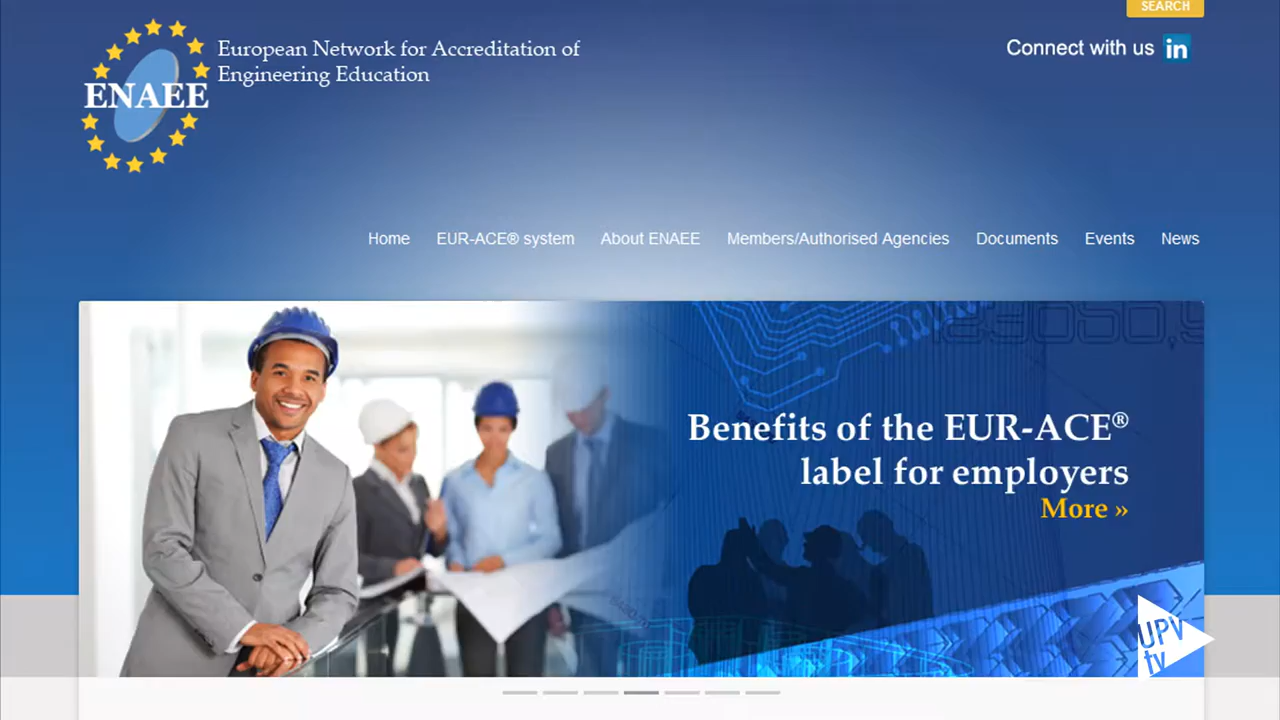 SEARCH
European Network for Accreditation of
Engineering Education
ENAEE
Connect with us in
Home EUR-ACE® system About ENAEE Members/Authorised Agencies Documents Events News
Benefits of the EUR-ACE®
label for employers
More »
UPV
tv